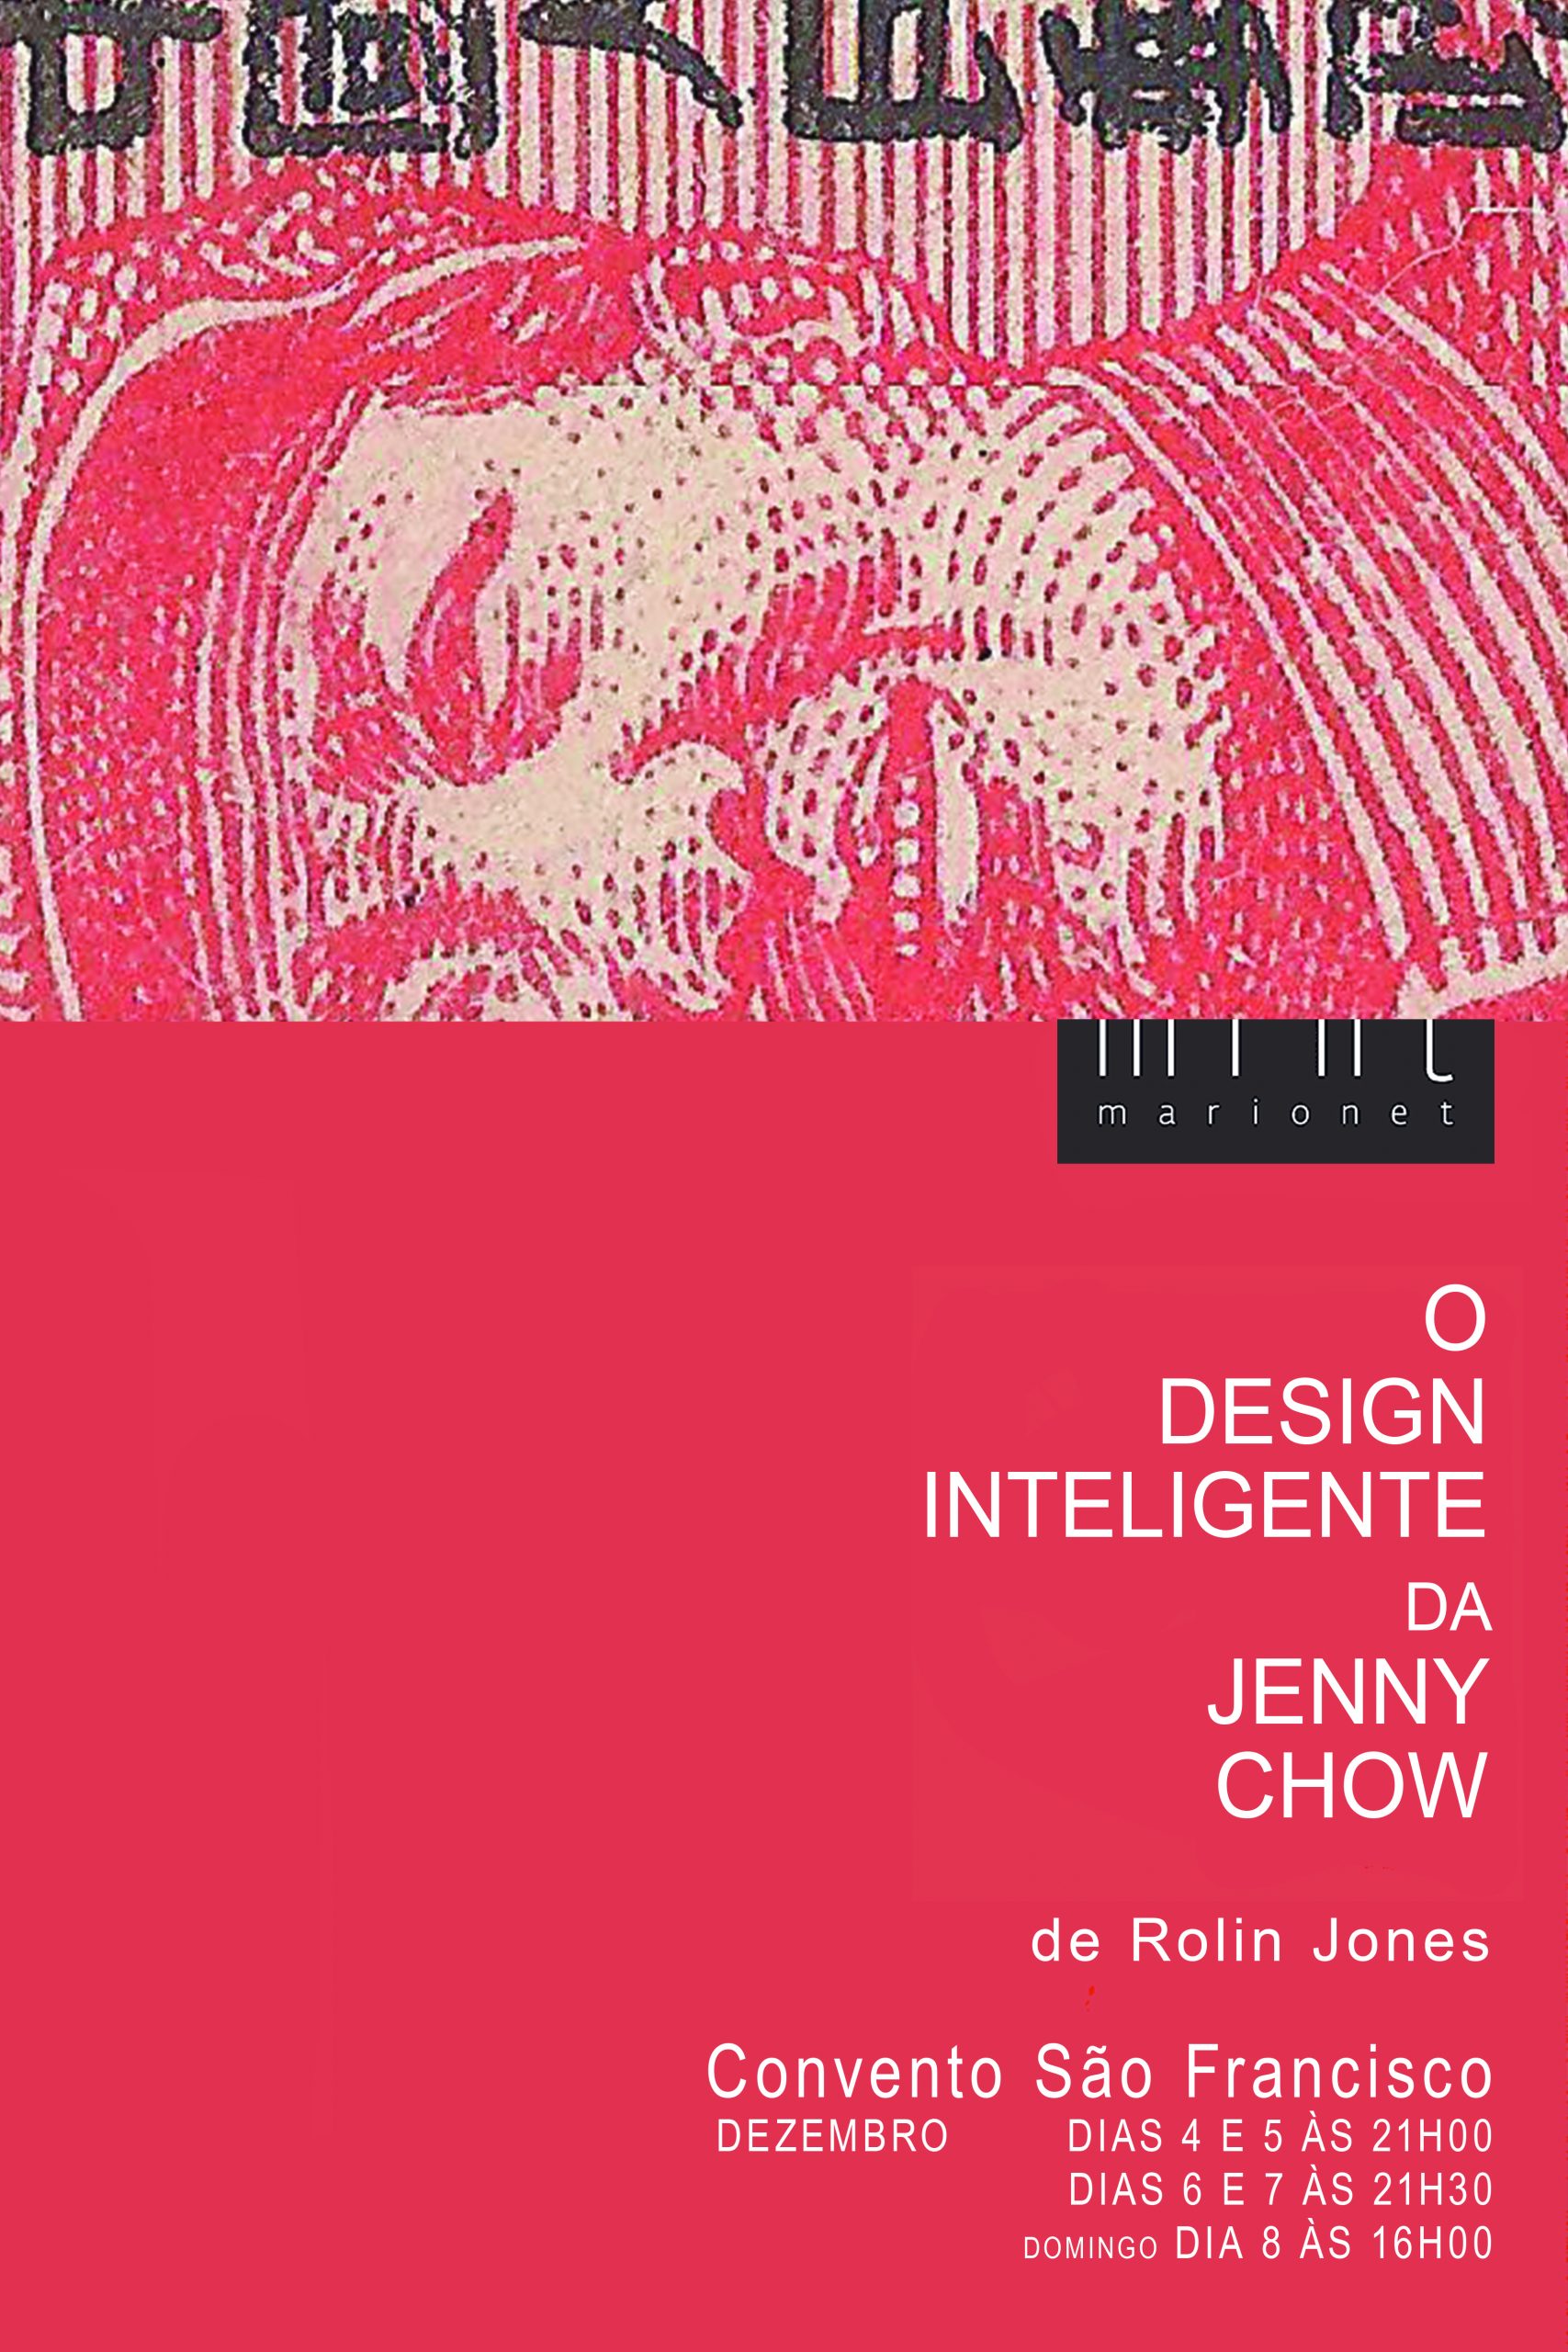 marionet
O
DESIGN
INTELIGENTE
DA
JENNY
CHOW
de Rolin Jones
Convento São Francisco
DEZEMBRO DIAS 4 E 5 ÀS 21H00
DIAS 6 E 7 ÀS 21H30
DOMINGO DIA 8 ÀS 16H00